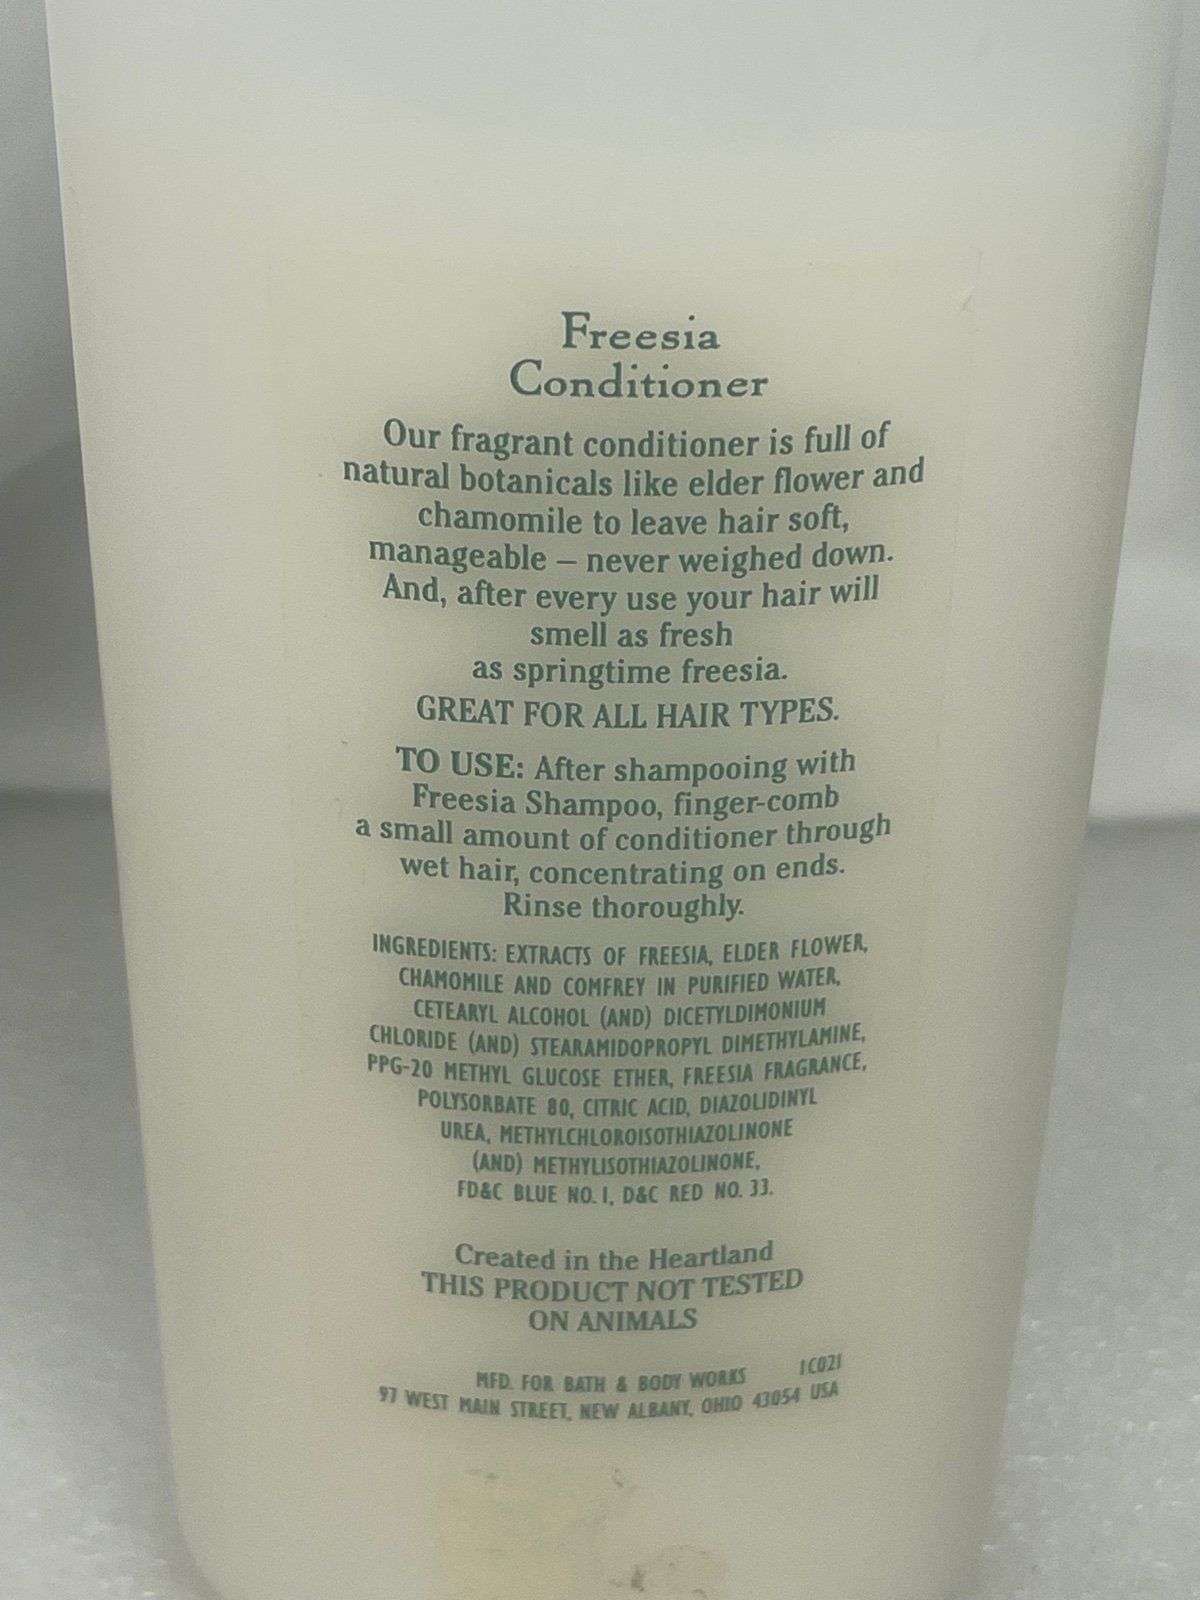 Freesia
Conditioner
Our fragrant conditioner is full of
natural botanicals like elder flower and
chamomile to leave hair soft,
manageable – never weighed down.
And, after every use your hair will
smell as fresh
as springtime freesia.
GREAT FOR ALL HAIR TYPES.
TO USE: After shampooing with
Freesia Shampoo, finger-comb
a small amount of conditioner through
wet hair, concentrating on ends.
Rinse thoroughly.
INGREDIENTS: EXTRACTS OF FREESIA, ELDER FLOWER,
CHAMOMILE AND COMFREY IN PURIFIED WATER,
CETEARYL ALCOHOL (AND) DICETYLDIMONIUM
CHLORIDE (AND) STEARAMIDOPROPYL DIMETHYLAMINE,
PPG-20 METHYL GLUCOSE ETHER, FREESIA FRAGRANCE,
POLYSORBATE 80, CITRIC ACID, DIAZOLIDINYL
UREA, METHYLCHLOROISOTHIAZOLINONE
(AND) METHYLISOTHIAZOLINONE,
FD&C BLUE NO. 1, D&C RED NO. 33.
Created in the Heartland
THIS PRODUCT NOT TESTED
ON ANIMALS
MFD. FOR BATH & BODY WORKS 1C021
97 WEST MAIN STREET, NEW ALBANY, OHIO 43054 USA